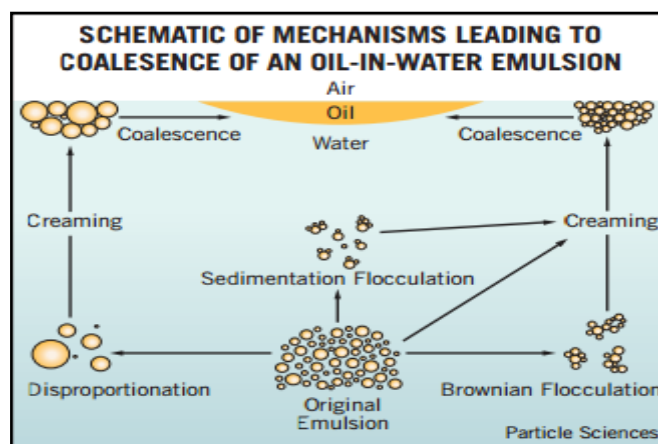 SCHEMATIC OF MECHANISMS LEADING TO
COALESENCE OF AN OIL-IN-WATER EMULSION
Air
Oil
Coalescence
Water
Coalescence
Creaming
Creaming
Sedimentation Flocculation
Disproportionation
Original
Emulsion
Brownian Flocculation
Particle Sciences